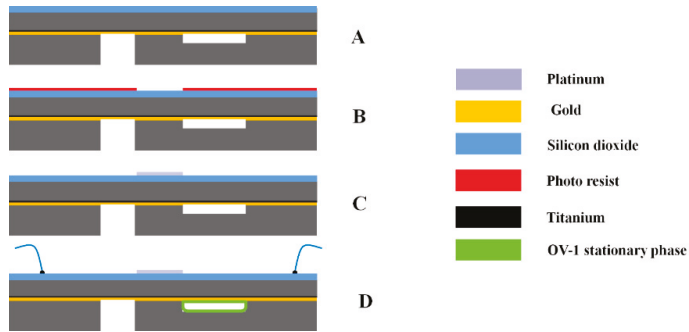 A
B
C
D
Platinum
Gold
Silicon dioxide
Photo resist
Titanium
OV-1 stationary phase